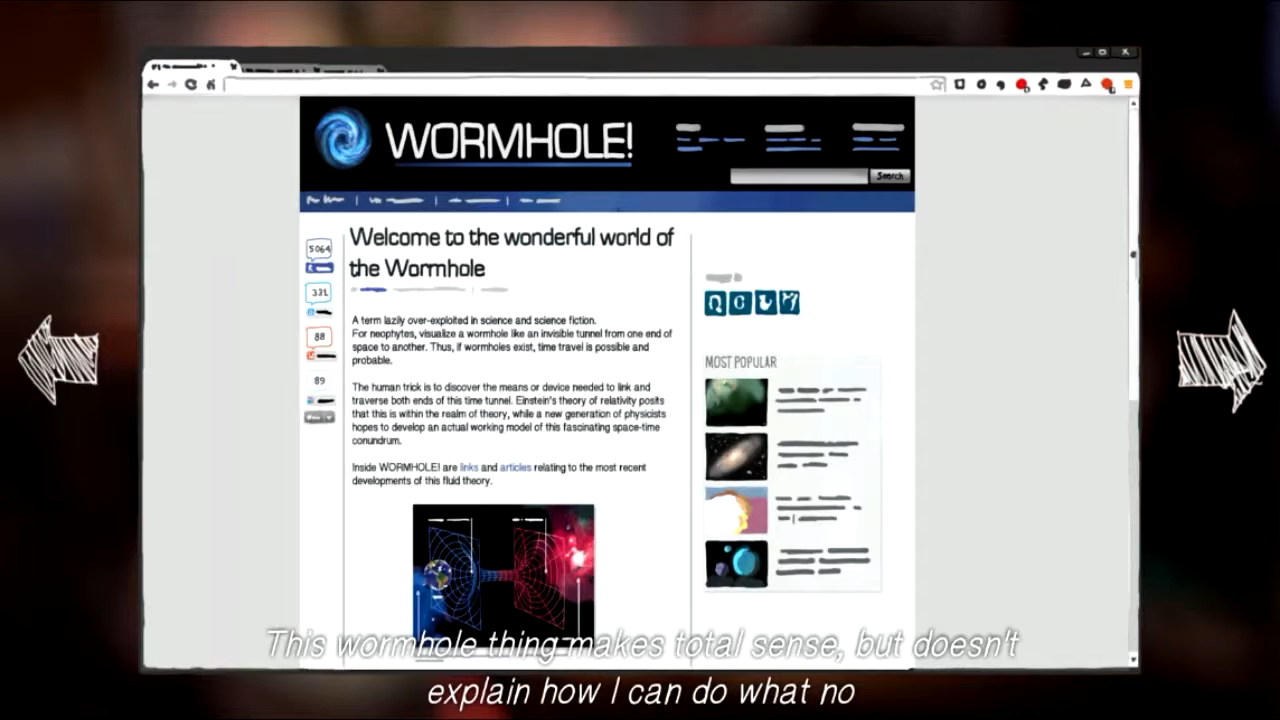 WORMHOLE!
Search
Welcome to the wonderful world of
the Wormhole
5064
331
88
89
A term lazily over-exploited in science and science fiction.
For neophytes, visualize a wormhole like an invisible tunnel from one end of
space to another. Thus, if wormholes exist, time travel is possible and
probable.
The human trick is to discover the means or device needed to link and
traverse both ends of this time tunnel. Einstein's theory of relativity posits
that this is within the realm of theory, while a new generation of physicists
hopes to develop an actual working model of this fascinating space-time
conundrum.
Inside WORMHOLE! are links and articles relating to the most recent
developments of this fluid theory.
MOST POPULAR
This wormhole thing makes total sense, but doesn't
explain how I can do what no